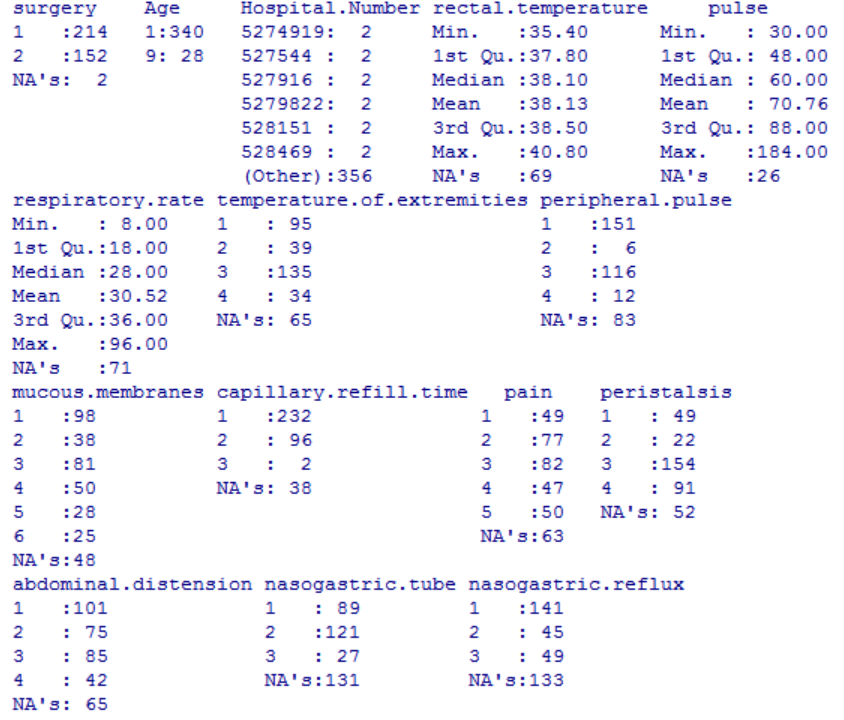 surgery    Age    Hospital.Number rectal.temperature    pulse
1   :214   1:340   5274919:  2   Min.   :35.40   Min.   : 30.00
2   :152   9: 28   527544 :  2   1st Qu.:37.80   1st Qu.: 48.00
NA's:  2   527916 :  2   Median :38.10   Median : 60.00
5279822:  2   Mean   :38.13   Mean   : 70.76
528151 :  2   3rd Qu.:38.50   3rd Qu.: 88.00
528469 :  2   Max.   :40.80   Max.   :184.00
(Other):356   NA's   :69   NA's   :26
respiratory.rate temperature.of.extremities peripheral.pulse
Min.   : 8.00   1   : 95   1   :151
1st Qu.:18.00   2   : 39   2   :  6
Median :28.00   3   :135   3   :116
Mean   :30.52   4   : 34   4   : 12
3rd Qu.:36.00   NA's: 65   NA's: 83
Max.   :96.00
NA's   :71
mucous.membranes capillary.refill.time   pain   peristalsis
1   :98   1   :232   1   :49   1   : 49
2   :38   2   : 96   2   :77   2   : 22
3   :81   3   :  2   3   :82   3   :154
4   :50   NA's: 38   4   :47   4   : 91
5   :28   5   :50   NA's: 52
6   :25   NA's:63
NA's:48
abdominal.distension nasogastric.tube nasogastric.reflux
1   :101   1   : 89   1   :141
2   : 75   2   :121   2   : 45
3   : 85   3   : 27   3   : 49
4   : 42   NA's:131   NA's:133
NA's: 65